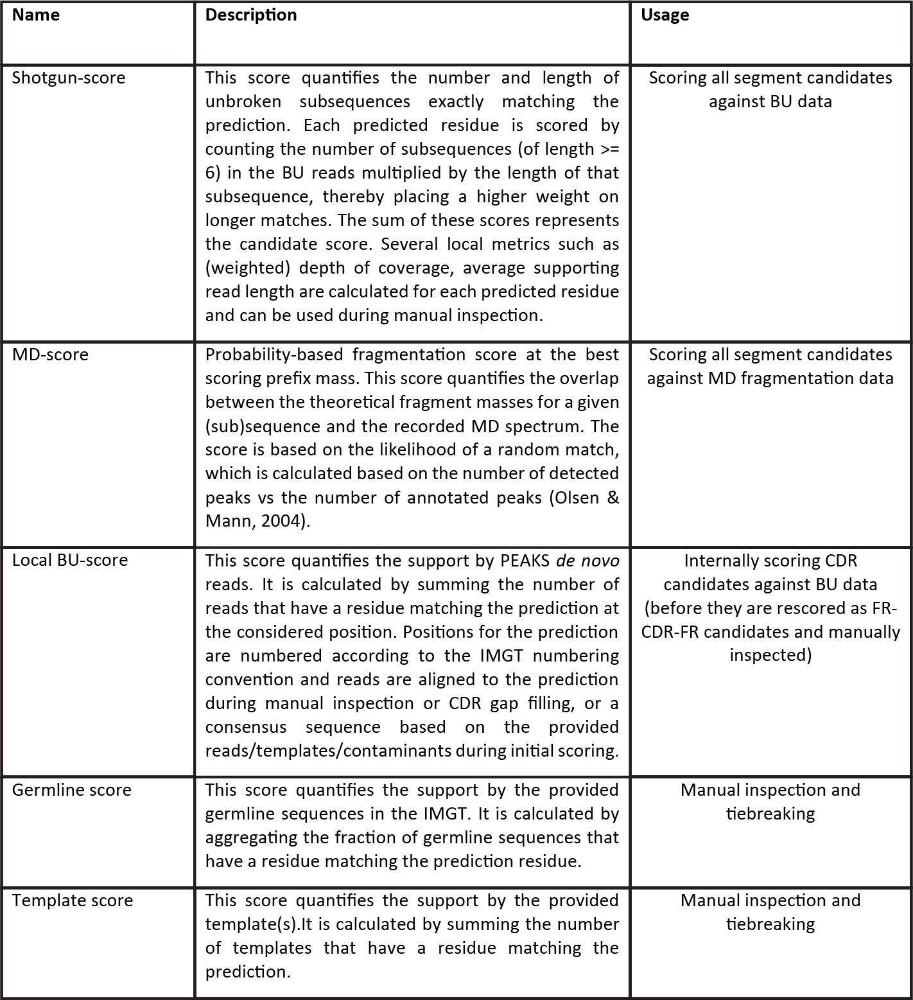 Name
Description
Usage
Shotgun-score
This score quantifies the number and length of
unbroken subsequences exactly matching the
prediction. Each predicted residue is scored by
counting the number of subsequences (of length >=
6) in the BU reads multiplied by the length of that
subsequence, thereby placing a higher weight on
longer matches. The sum of these scores represents
the candidate score. Several local metrics such as
(weighted) depth of coverage, average supporting
read length are calculated for each predicted residue
and can be used during manual inspection.
Scoring all segment candidates
against BU data
MD-score
Probability-based fragmentation score at the best
scoring prefix mass. This score quantifies the overlap
between the theoretical fragment masses for a given
(sub)sequence and the recorded MD spectrum. The
score is based on the likelihood of a random match,
which is calculated based on the number of detected
peaks vs the number of annotated peaks (Olsen &
Mann, 2004).
Scoring all segment candidates
against MD fragmentation data
Local BU-score
This score quantifies the support by PEAKS de novo
reads. It is calculated by summing the number of
reads that have a residue matching the prediction at
the considered position. Positions for the prediction
are numbered according to the IMGT numbering
convention and reads are aligned to the prediction
during manual inspection or CDR gap filling, or a
consensus sequence based on the provided
reads/templates/contaminants during initial scoring.
Internally scoring CDR
candidates against BU data
(before they are rescored as FR-
CDR-FR candidates and manually
inspected)
Germline score
This score quantifies the support by the provided
germline sequences in the IMGT. It is calculated by
aggregating the fraction of germline sequences that
have a residue matching the prediction residue.
Manual inspection and
tiebreaking
Template score
This score quantifies the support by the provided
template(s).It is calculated by summing the number
of templates that have a residue matching the
prediction.
Manual inspection and
tiebreaking